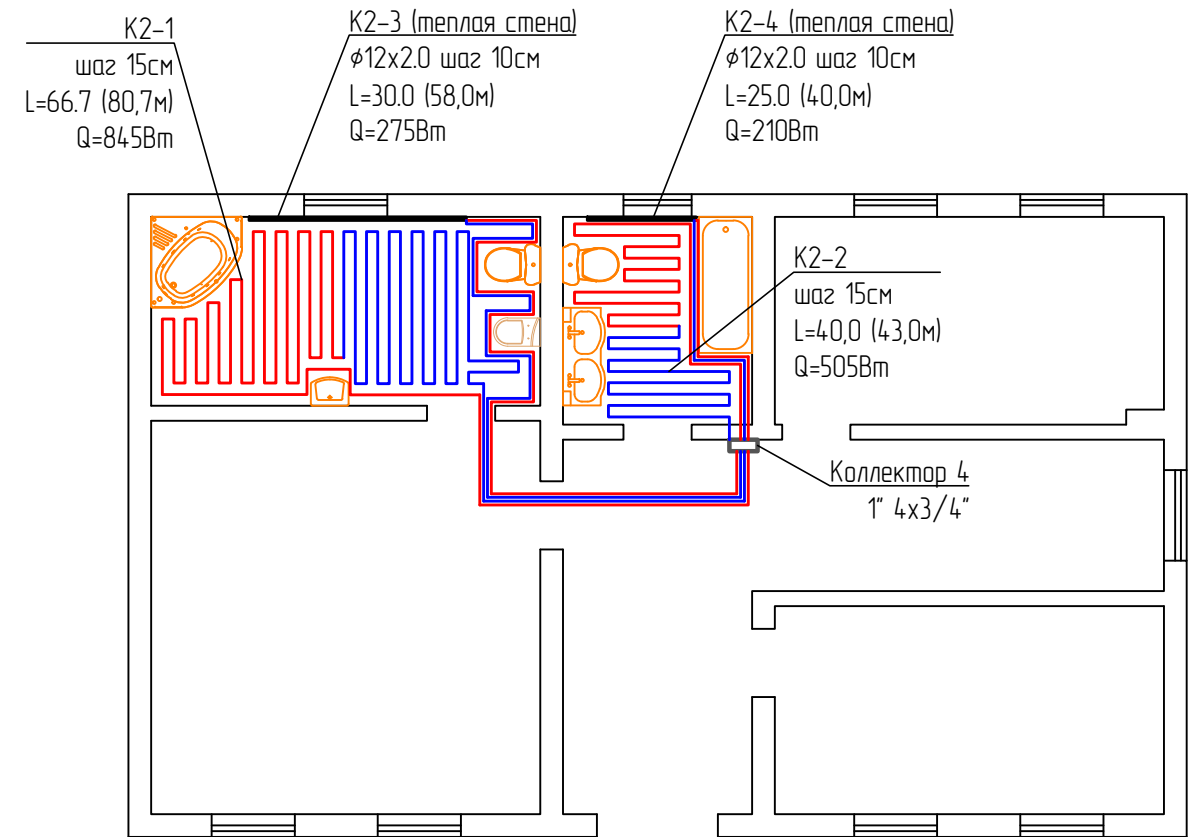 К2-1
шаг 15см
L=66.7 (80,7м)
Q=845Вт
К2-3 (теплая стена)
⌀12х2.0 шаг 10см
L=30.0 (58,0м)
Q=275Вт
К2-4 (теплая стена)
⌀12х2.0 шаг 10см
L=25.0 (40,0м)
Q=210Вт
К2-2
шаг 15см
L=40,0 (43,0м)
Q=505Вт
Коллектор 4
1" 4х3/4"